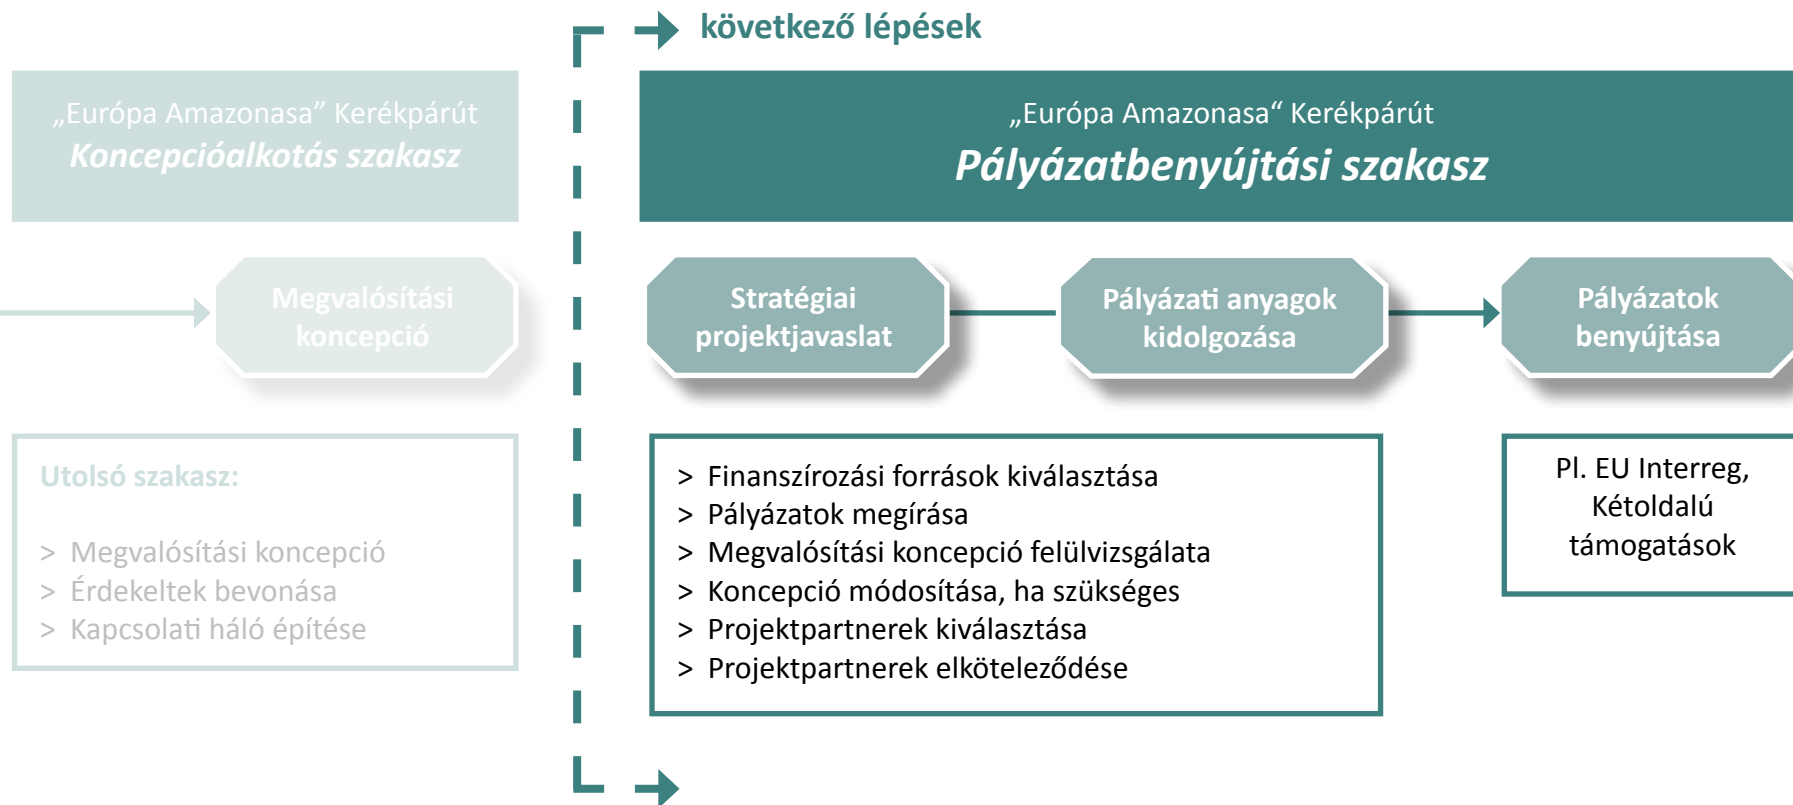 következő lépések
„Európa Amazonasa” Kerékpárút
Koncepcióalkotás szakasz
„Európa Amazonasa“ Kerékpárút
Pályázatbenyújtási szakasz
Megvalósítási
koncepció
Stratégiai
projektjavaslat
Pályázati anyagok
kidolgozása
Pályázatok
benyújtása
Utolsó szakasz:
> Megvalósítási koncepció
> Érdekeltek bevonása
> Kapcsolati háló építése
> Finanszírozási források kiválasztása
> Pályázatok megírása
> Megvalósítási koncepció felülvizsgálata
> Koncepció módosítása, ha szükséges
> Projektpartnerek kiválasztása
> Projektpartnerek elköteleződése
Pl. EU Interreg,
Kétoldalú
támogatások